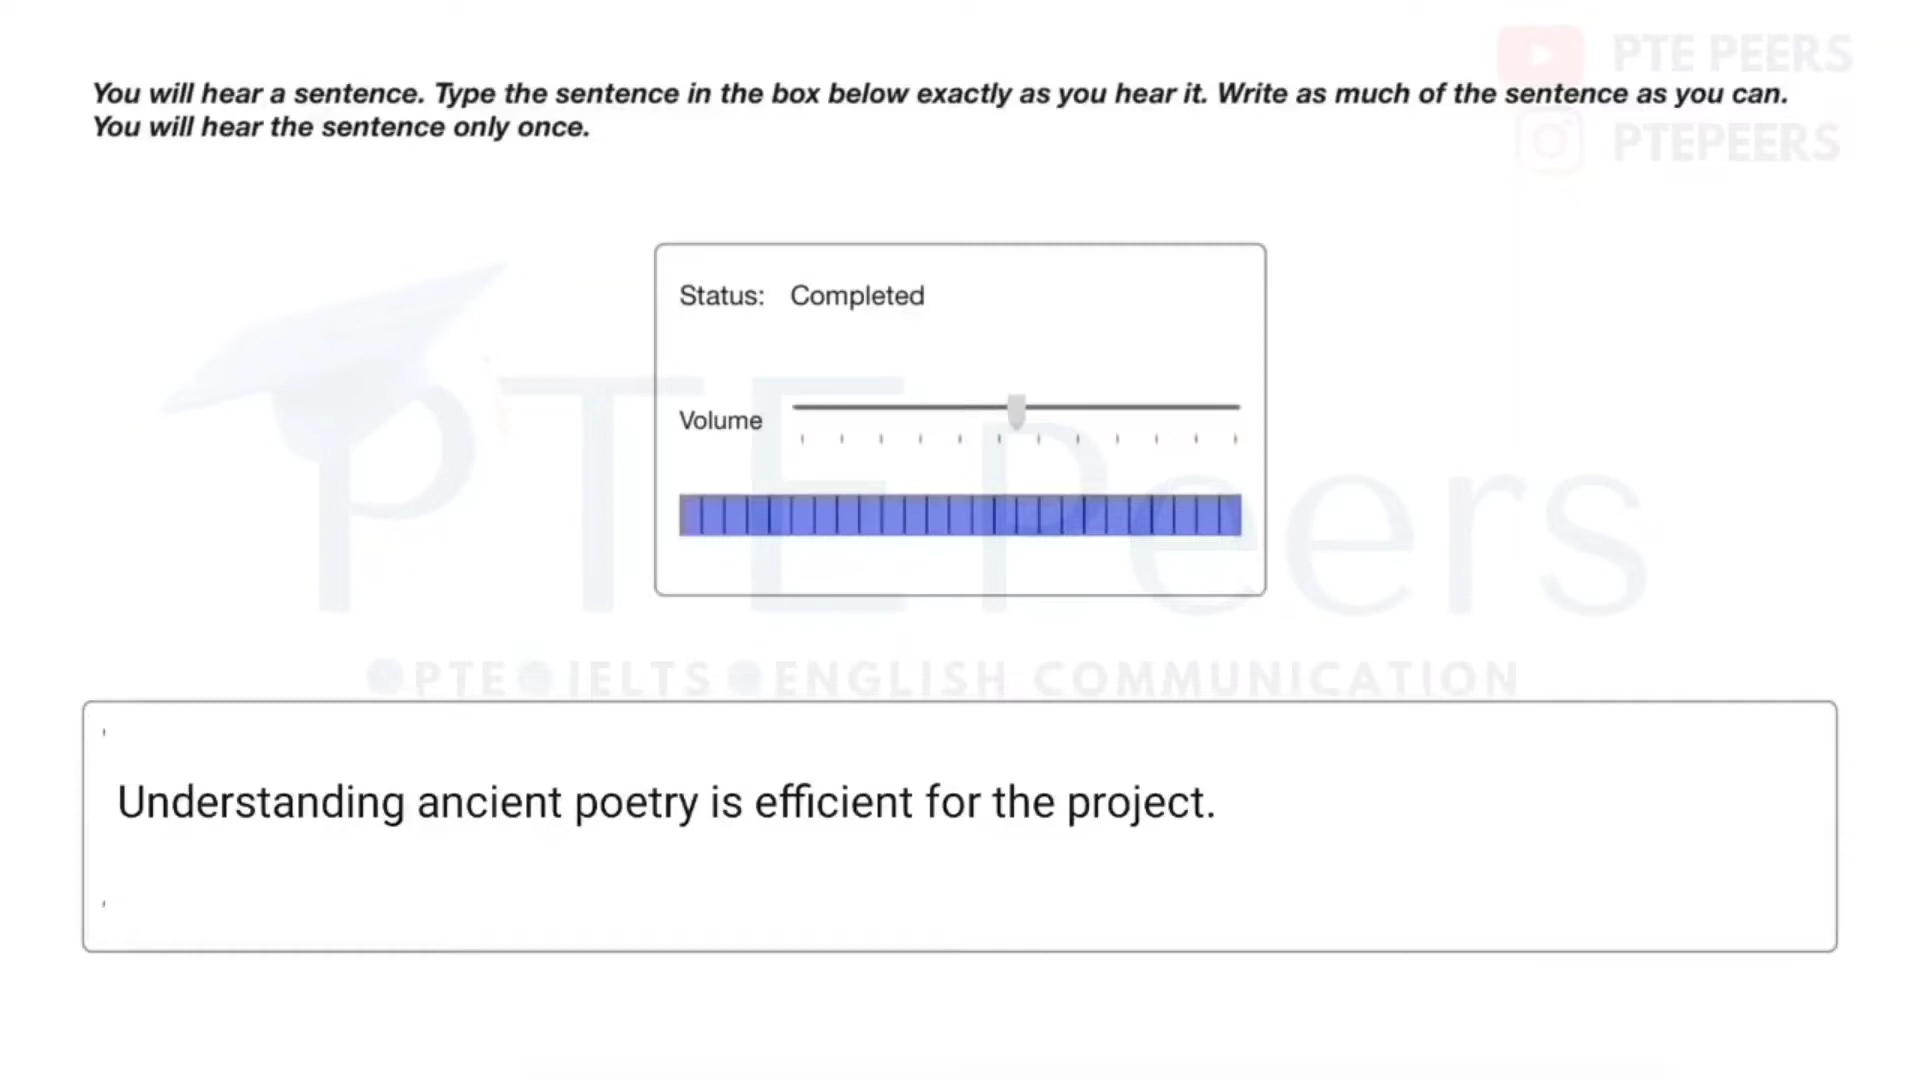 PTE PEERS
You will hear a sentence. Type the sentence in the box below exactly as you hear it. Write as much of the sentence as you can.
You will hear the sentence only once.
PTEPEERS
Status: Completed
Volume
PTE Peers
PTE IELTS ENGLISH COMMUNICATION
Understanding ancient poetry is efficient for the project.